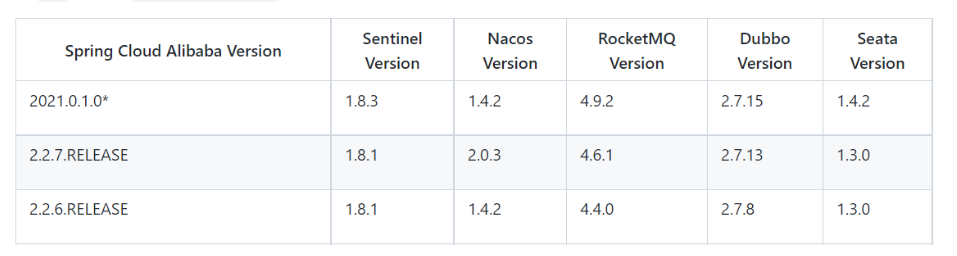 Spring Cloud Alibaba Version Sentinel Version Nacos Version RocketMQ Version Dubbo Version Seata Version
2021.0.1.0* 1.8.3 1.4.2 4.9.2 2.7.15 1.4.2
2.2.7.RELEASE 1.8.1 2.0.3 4.6.1 2.7.13 1.3.0
2.2.6.RELEASE 1.8.1 1.4.2 4.4.0 2.7.8 1.3.0